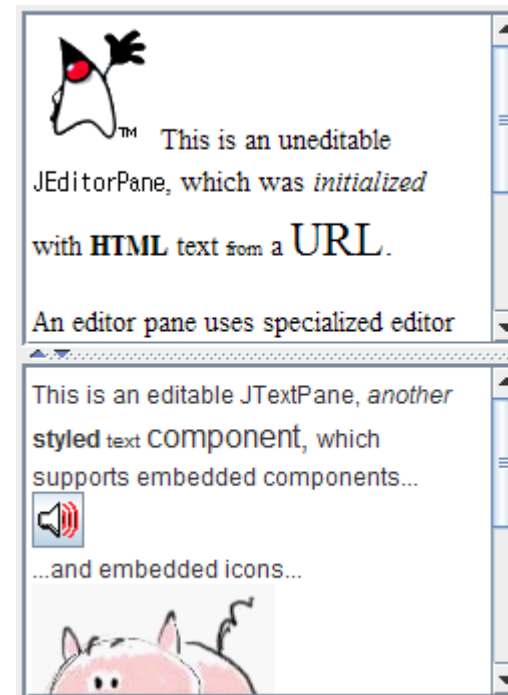 TM This is an uneditable
JEditorPane, which was initialized
with HTML text from a URL.
An editor pane uses specialized editor
This is an editable JTextPane, another
styled text component, which
supports embedded components...
...and embedded icons...